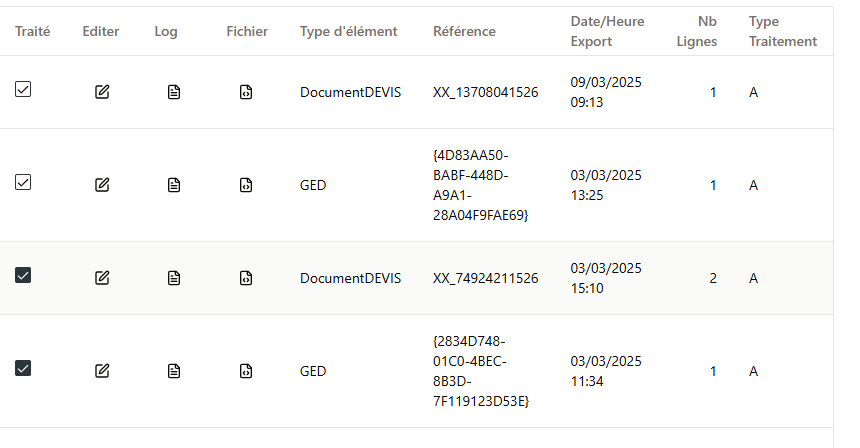 Traité Editer Log Fichier Type d'élément Référence Date/Heure Export Nb Lignes Type Traitement
DocumentDEVIS XX_13708041526 09/03/2025 09:13 1 A
GED {4D83AA50-BABF-448D-A9A1-28A04F9FAE69} 03/03/2025 13:25 1 A
DocumentDEVIS XX_74924211526 03/03/2025 15:10 2 A
GED {2834D748-01C0-4BEC-8B3D-7F119123D53E} 03/03/2025 11:34 1 A